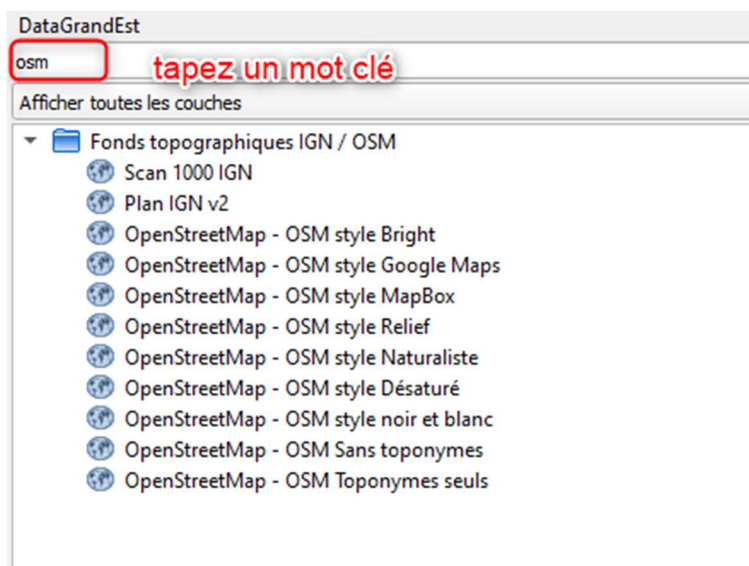 DataGrandEst
osm
tapez un mot clé
Afficher toutes les couches
Fonds topographiques IGN / OSM
Scan 1000 IGN
Plan IGN v2
OpenStreetMap - OSM style Bright
OpenStreetMap - OSM style Google Maps
OpenStreetMap - OSM style MapBox
OpenStreetMap - OSM style Relief
OpenStreetMap - OSM style Naturaliste
OpenStreetMap - OSM style Désaturé
OpenStreetMap - OSM style noir et blanc
OpenStreetMap - OSM Sans toponymes
OpenStreetMap - OSM Toponymes seuls